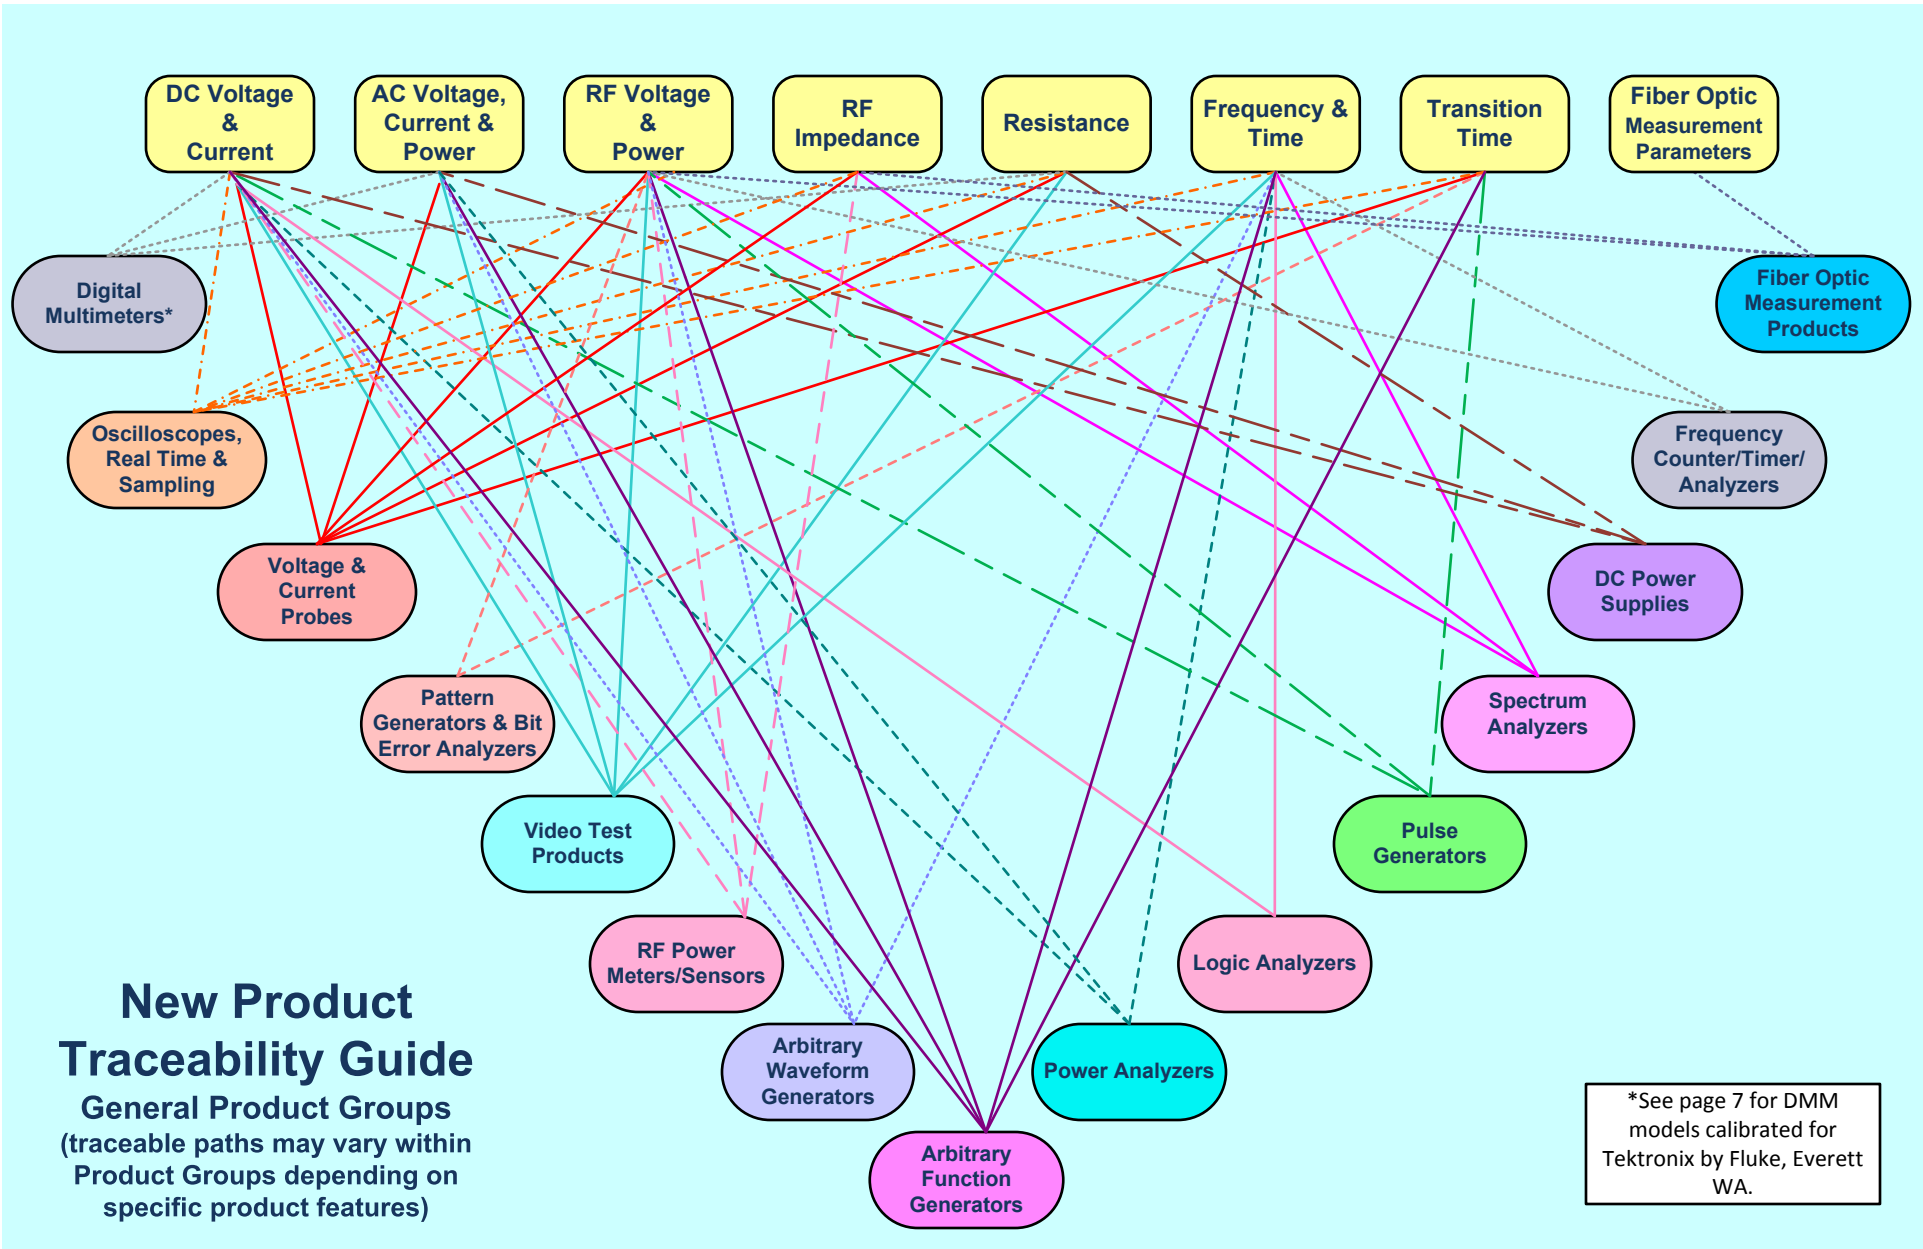 DC Voltage
&
Current
AC Voltage,
Current &
Power
RF Voltage
&
Power
RF
Impedance
Resistance
Frequency &
Time
Transition
Time
Fiber Optic
Measurement
Parameters
Digital
Multimeters*
Fiber Optic
Measurement
Products
Oscilloscopes,
Real Time &
Sampling
Frequency
Counter/Timer/
Analyzers
Voltage &
Current
Probes
DC Power
Supplies
Pattern
Generators & Bit
Error Analyzers
Spectrum
Analyzers
Video Test
Products
Pulse
Generators
RF Power
Meters/Sensors
Logic Analyzers
Arbitrary
Waveform
Generators
Power Analyzers
Arbitrary
Function
Generators
New Product
Traceability Guide
General Product Groups
(traceable paths may vary within
Product Groups depending on
specific product features)
*See page 7 for DMM
models calibrated for
Tektronix by Fluke, Everett
WA.